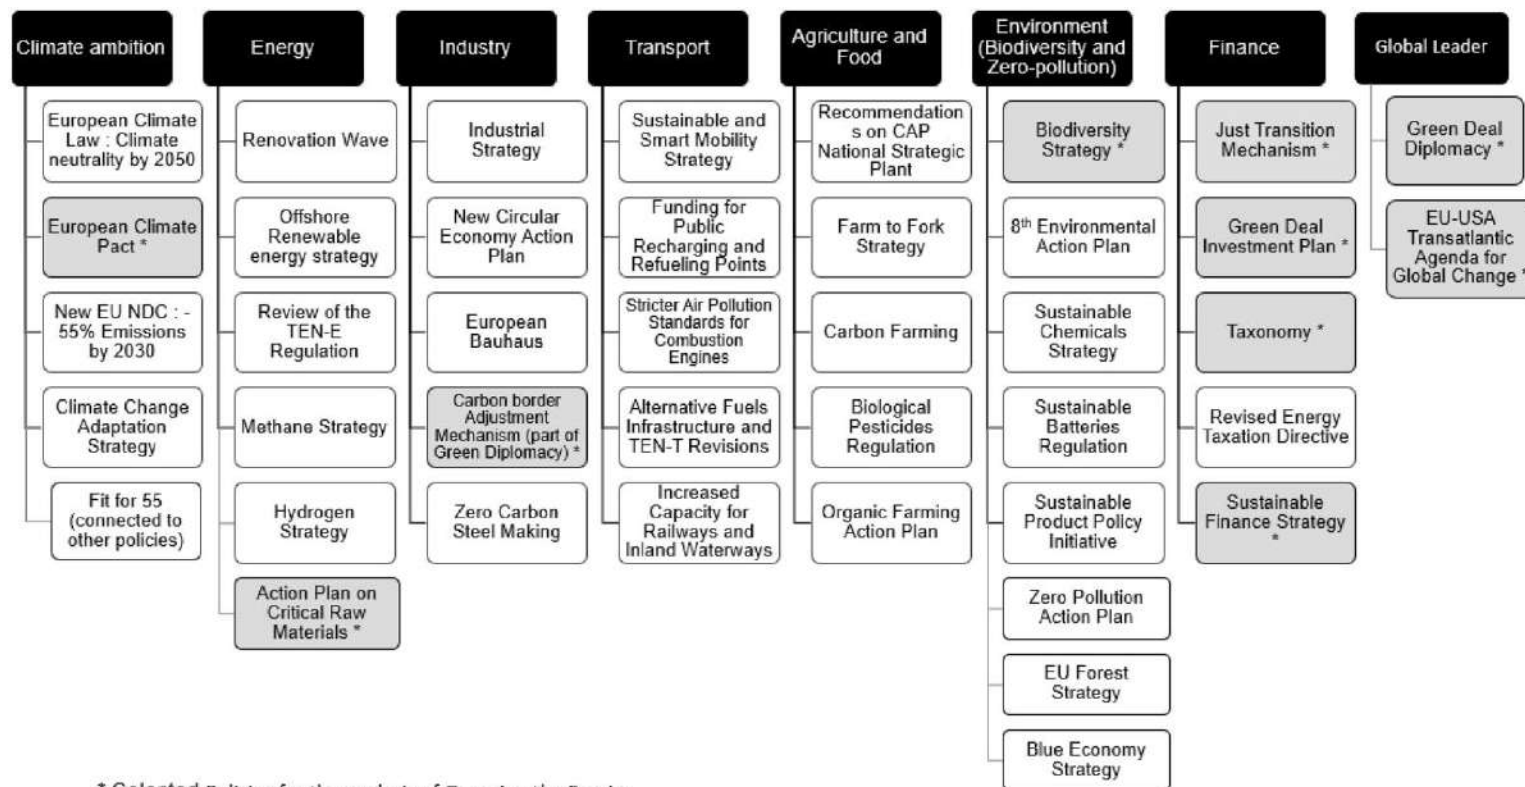 Climate ambition
European Climate
Law : Climate
neutrality by 2050
European Climate
Pact *
New EU NDC : -
55% Emissions
by 2030
Climate Change
Adaptation
Strategy
Fit for 55
(connected to
other policies)
Energy
Renovation Wave
Offshore
Renewable
energy strategy
Review of the
TEN-E
Regulation
Methane Strategy
Hydrogen
Strategy
Action Plan on
Critical Raw
Materials *
Industry
Industrial
Strategy
New Circular
Economy Action
Plan
European
Bauhaus
Carbon border
Adjustment
Mechanism (part of
Green Diplomacy) *
Zero Carbon
Steel Making
Transport
Sustainable and
Smart Mobility
Strategy
Funding for
Public
Recharging and
Refueling Points
Stricter Air Pollution
Standards for
Combustion
Engines
Alternative Fuels
Infrastructure and
TEN-T Revisions
Increased
Capacity for
Railways and
Inland Waterways
Agriculture and
Food
Recommendation
s on CAP
National Strategic
Plant
Farm to Fork
Strategy
Carbon Farming
Biological
Pesticides
Regulation
Organic Farming
Action Plan
Environment
(Biodiversity and
Zero-pollution)
Biodiversity
Strategy *
8th Environmental
Action Plan
Sustainable
Chemicals
Strategy
Sustainable
Batteries
Regulation
Sustainable
Product Policy
Initiative
Zero Pollution
Action Plan
EU Forest
Strategy
Blue Economy
Strategy
Finance
Just Transition
Mechanism *
Green Deal
Investment Plan *
Taxonomy *
Revised Energy
Taxation Directive
Sustainable
Finance Strategy
*
Global Leader
Green Deal
Diplomacy *
EU-USA
Transatlantic
Agenda for
Global Change *